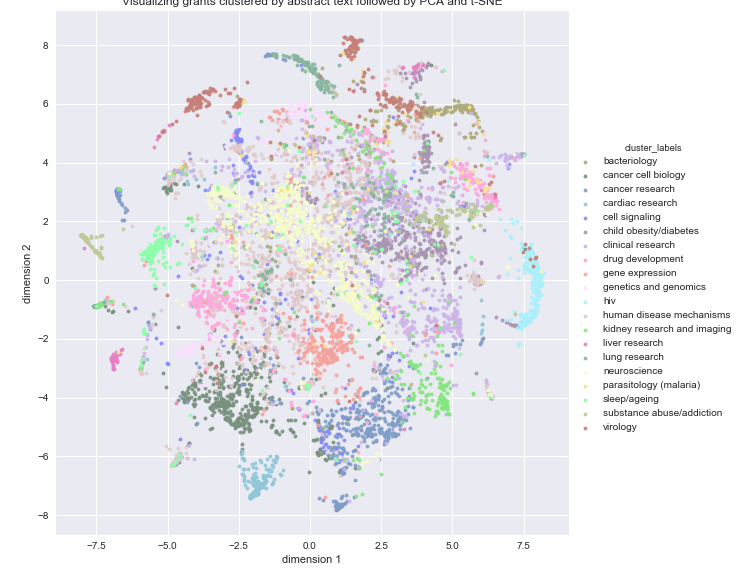 Visualizing grants clustered by abstract text followed by PCA and t-SNE
8
6
4
2
0
−2
−4
−6
−8
dimension 2
−7.5 −5.0 −2.5 0.0 2.5 5.0 7.5
dimension 1
cluster_labels
bacteriology
cancer cell biology
cancer research
cardiac research
cell signaling
child obesity/diabetes
clinical research
drug development
gene expression
genetics and genomics
hiv
human disease mechanisms
kidney research and imaging
liver research
lung research
neuroscience
parasitology (malaria)
sleep/ageing
substance abuse/addiction
virology